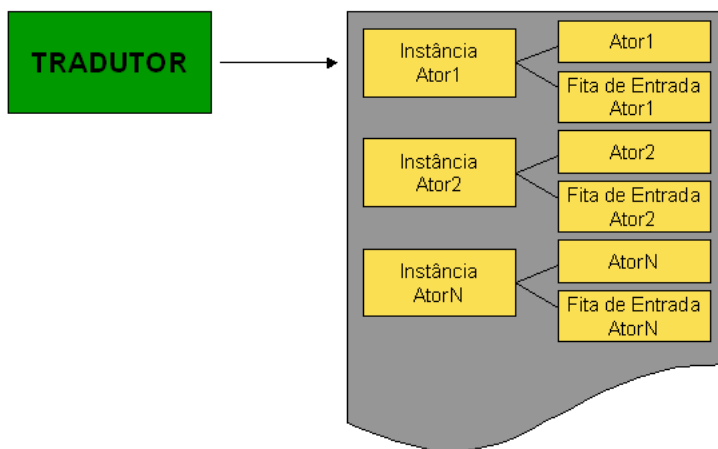 TRADUTOR
Instância
Ator1
Ator1
Fita de Entrada
Ator1
Instância
Ator2
Ator2
Fita de Entrada
Ator2
Instância
AtorN
AtorN
Fita de Entrada
AtorN